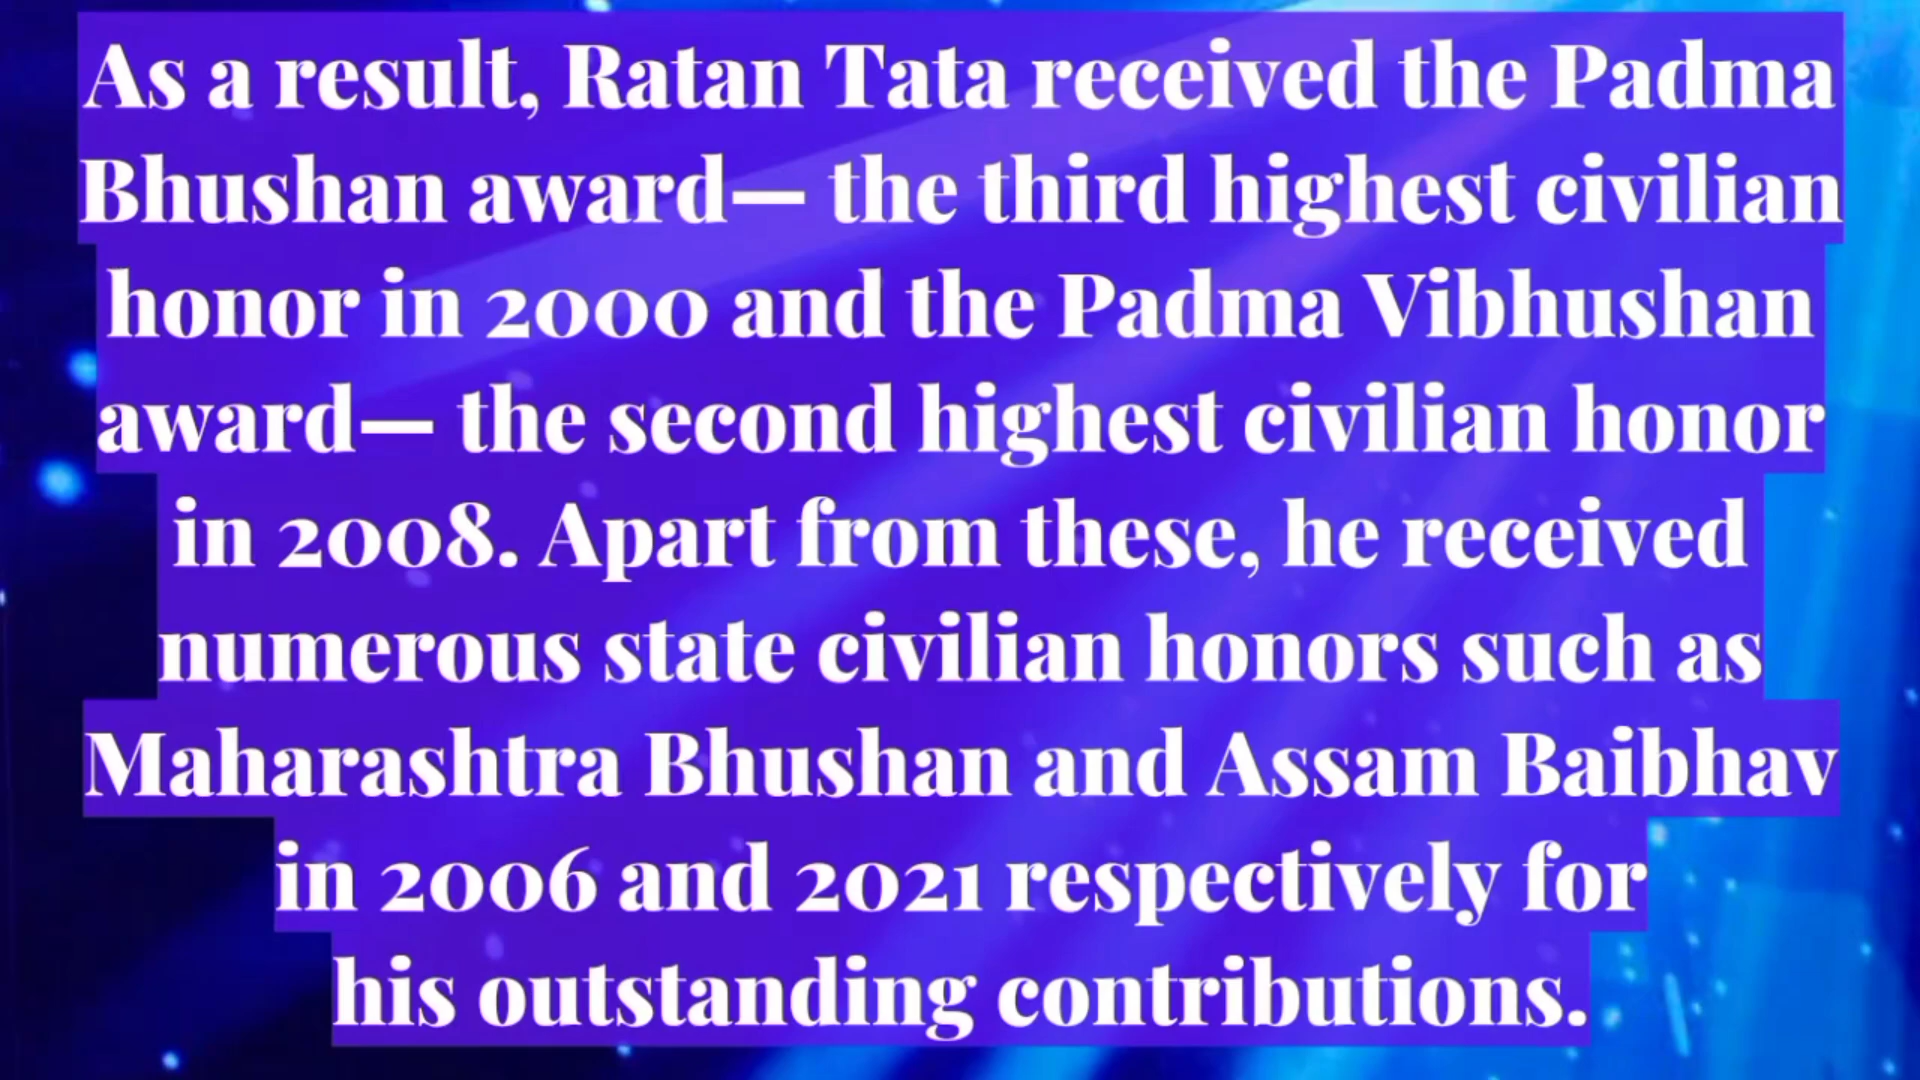 As a result, Ratan Tata received the Padma
Bhushan award— the third highest civilian
honor in 2000 and the Padma Vibhushan
award— the second highest civilian honor
in 2008. Apart from these, he received
numerous state civilian honors such as
Maharashtra Bhushan and Assam Baibhav
in 2006 and 2021 respectively for
his outstanding contributions.